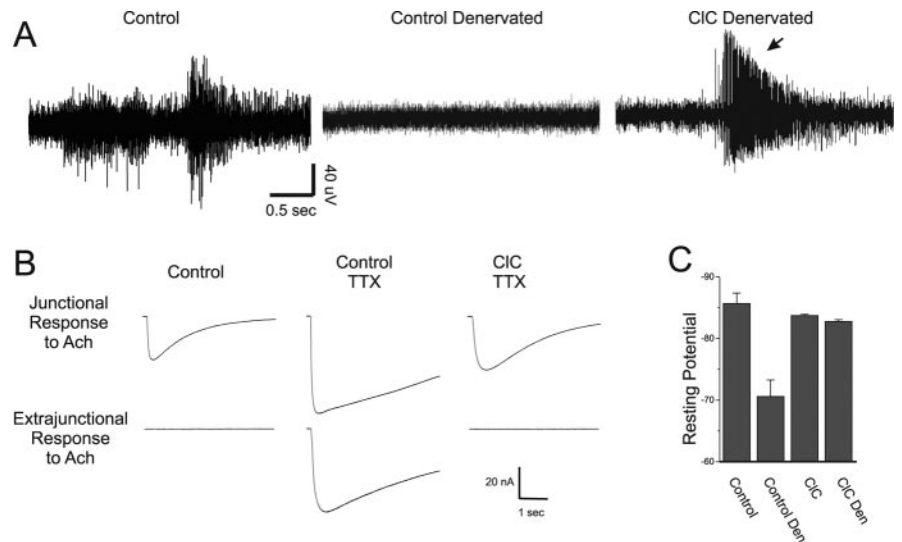 A
Control
Control Denervated
ClC Denervated
40 uV
0.5 sec
B
Control
Control
TTX
ClC
TTX
Junctional
Response
to Ach
Extrajunctional
Response
to Ach
20 nA
1 sec
C
Resting Potential
-90
-80
-70
-60
Control
Control Den
ClC
ClC Den